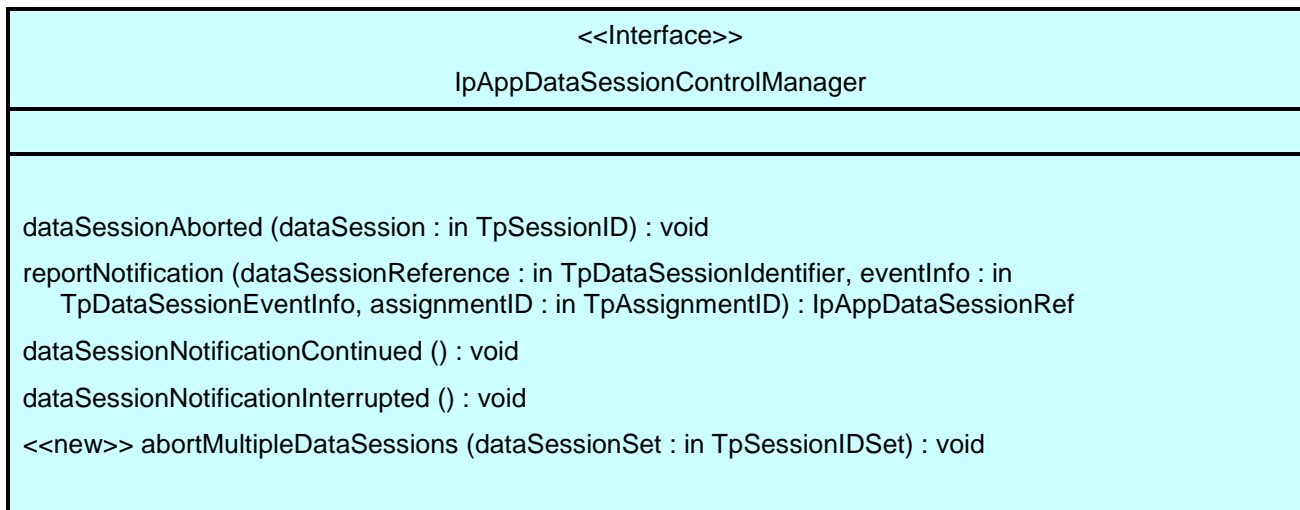 <<Interface>>
IpAppDataSessionControlManager
dataSessionAborted (dataSession : in TpSessionID) : void
reportNotification (dataSessionReference : in TpDataSessionIdentifier, eventInfo : in
TpDataSessionEventInfo, assignmentID : in TpAssignmentID) : IpAppDataSessionRef
dataSessionNotificationContinued () : void
dataSessionNotificationInterrupted () : void
<<new>> abortMultipleDataSessions (dataSessionSet : in TpSessionIDSet) : void